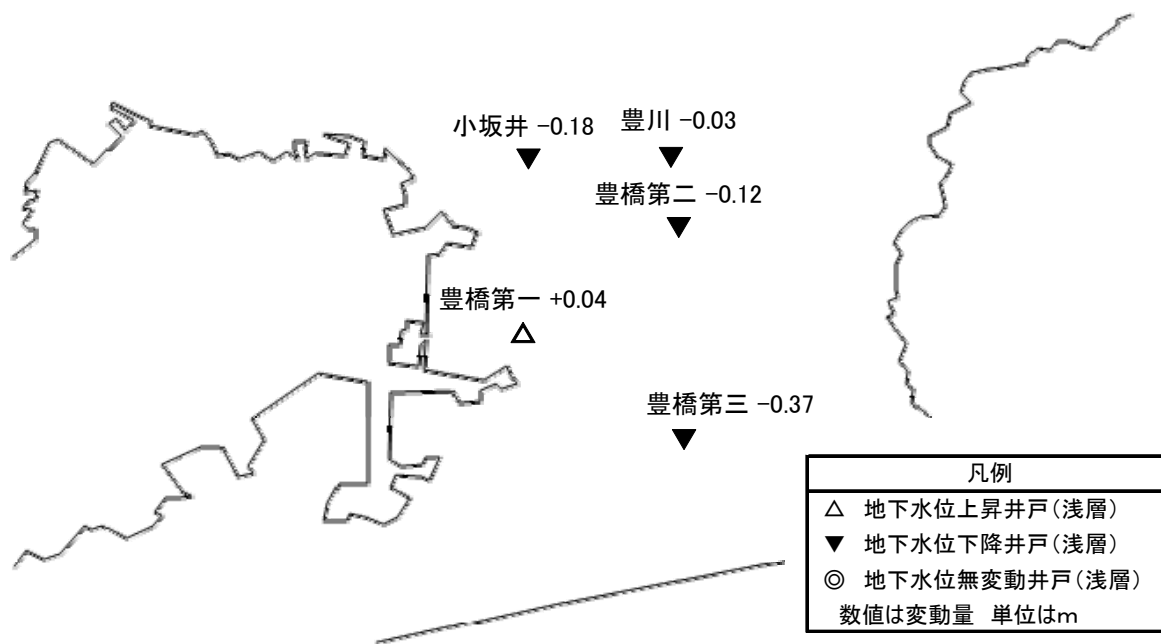 小坂井 -0.18
豊川 -0.03
豊橋第二 -0.12
豊橋第一 +0.04
豊橋第三 -0.37
凡例
△ 地下水位上昇井戸(浅層)
▼ 地下水位下降井戸(浅層)
◎ 地下水位無変動井戸(浅層)
数値は変動量 単位はm